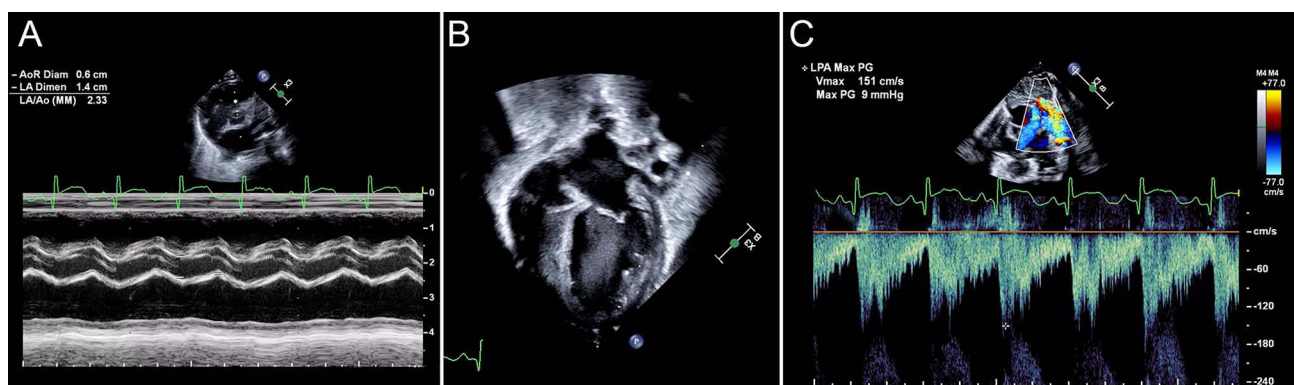 A
– AoR Diam 0.6 cm
– LA Dimen 1.4 cm
LA/Ao (MM) 2.33
P
0
1
2
3
4
B
P
C
LPA Max PG
Vmax 151 cm/s
Max PG 9 mmHg
P
M4 M4
+77.0
-77.0
cm/s
cm/s
-60
-120
-180
-240